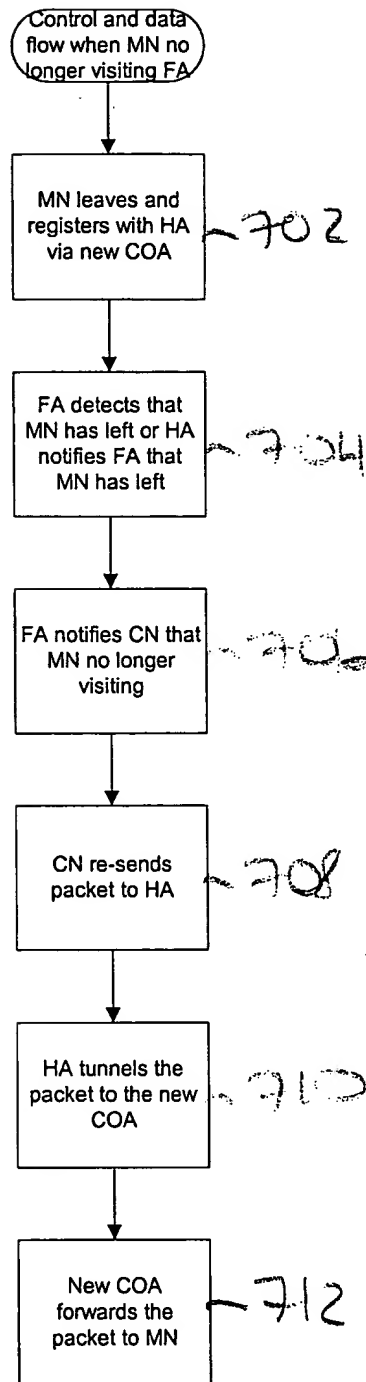 Control and data
flow when MN no
longer visiting FA
MN leaves and
registers with HA
via new COA
702
FA detects that
MN has left or HA
notifies FA that
MN has left
704
FA notifies CN that
MN no longer
visiting
706
CN re-sends
packet to HA
708
HA tunnels the
packet to the new
COA
710
New COA
forwards the
packet to MN
712